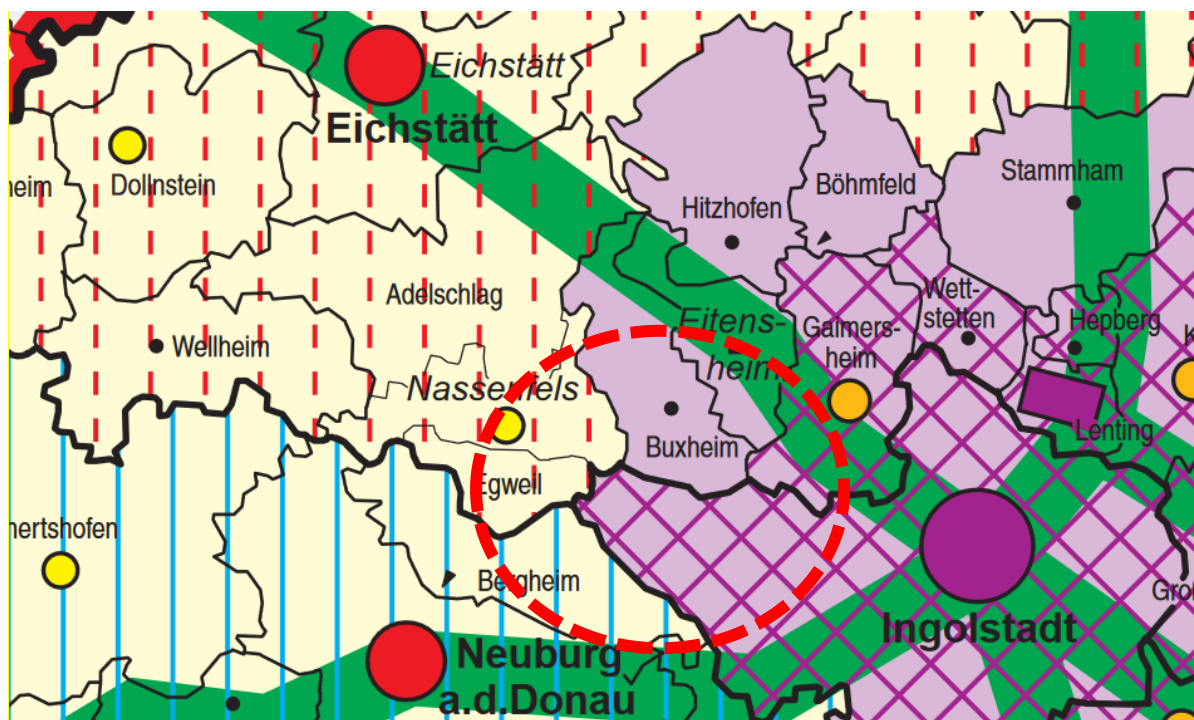 Eichstätt
Eichstätt
Dollnstein
heim
Stammham
Böhmfeld
Hitzhofen
Adelschlag
Wett-
stetten
Eitens-
heim
Gaimers-
heim
Hepberg
K
Wellheim
Nassenfels
Lenting
Buxheim
Egweil
hertshofen
Bergheim
Gro
Ingolstadt
Neuburg
a.d.Donau